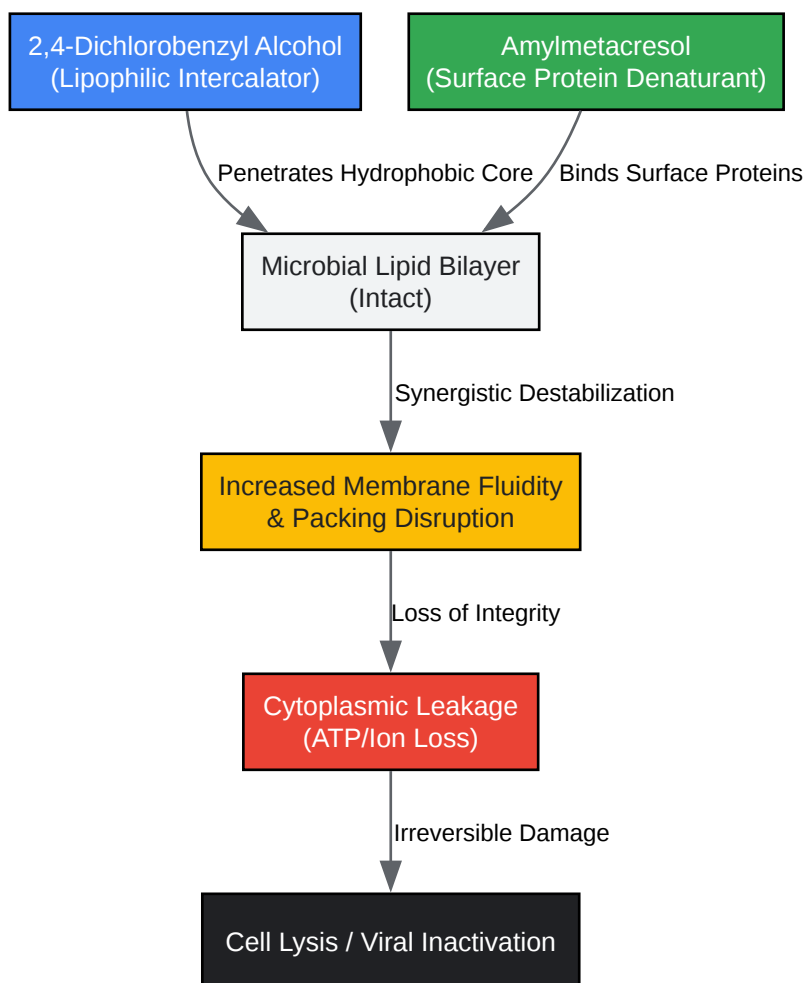 2,4-Dichlorobenzyl Alcohol
(Lipophilic Intercalator)
Amylmetacresol
(Surface Protein Denaturant)
Penetrates Hydrophobic Core
Binds Surface Proteins
Microbial Lipid Bilayer
(Intact)
Synergistic Destabilization
Increased Membrane Fluidity
& Packing Disruption
Loss of Integrity
Cytoplasmic Leakage
(ATP/Ion Loss)
Irreversible Damage
Cell Lysis / Viral Inactivation